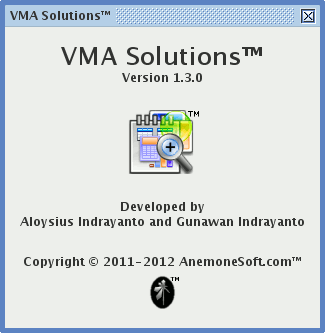 VMA Solutions™
VMA Solutions™
Version 1.3.0
™
Developed by
Aloysius Indrayanto and Gunawan Indrayanto
Copyright © 2011-2012 AnemoneSoft.com™
™